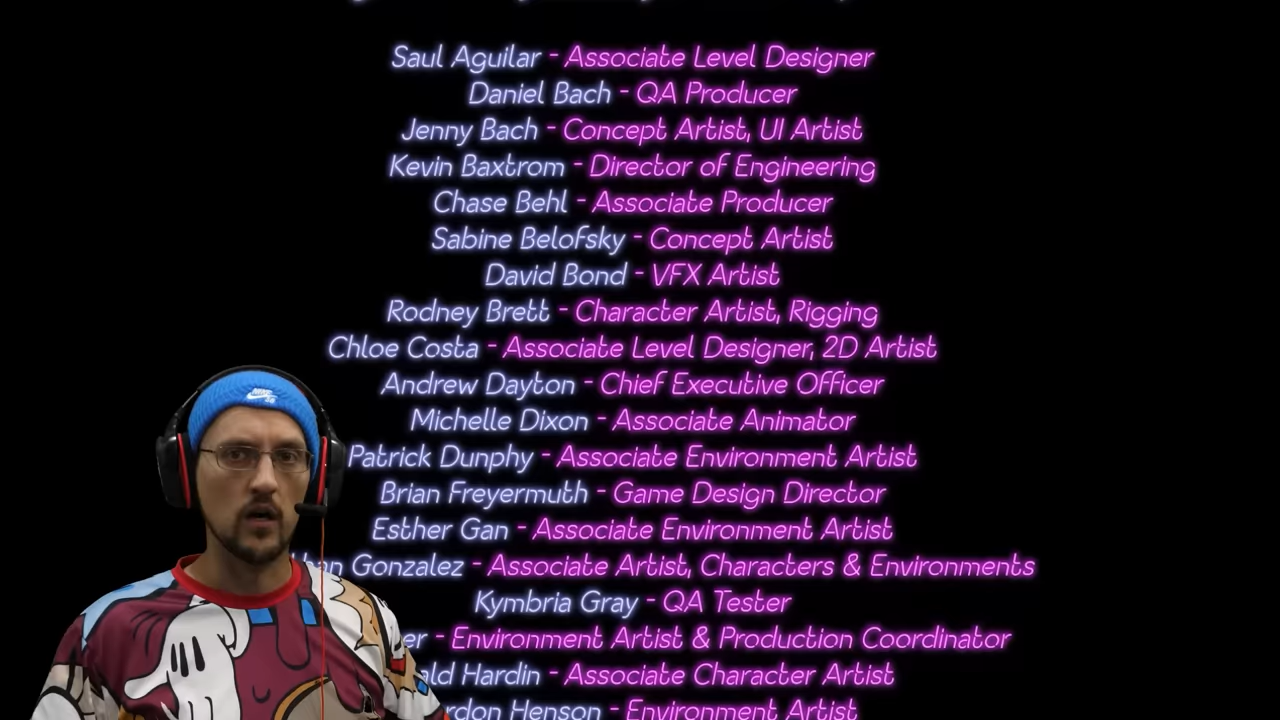 Saul Aguilar - Associate Level Designer
Daniel Bach - QA Producer
Jenny Bach - Concept Artist, UI Artist
Kevin Baxtrom - Director of Engineering
Chase Behl - Associate Producer
Sabine Belofsky - Concept Artist
David Bond - VFX Artist
Rodney Brett - Character Artist, Rigging
Chloe Costa - Associate Level Designer, 2D Artist
Andrew Dayton - Chief Executive Officer
Michelle Dixon - Associate Animator
Patrick Dunphy - Associate Environment Artist
Brian Freyermuth - Game Design Director
Esther Gan - Associate Environment Artist
Gonzalez - Associate Artist, Characters & Environments
Kymbria Gray - QA Tester
- Environment Artist & Production Coordinator
Hardin - Associate Character Artist
Henson - Environment Artist